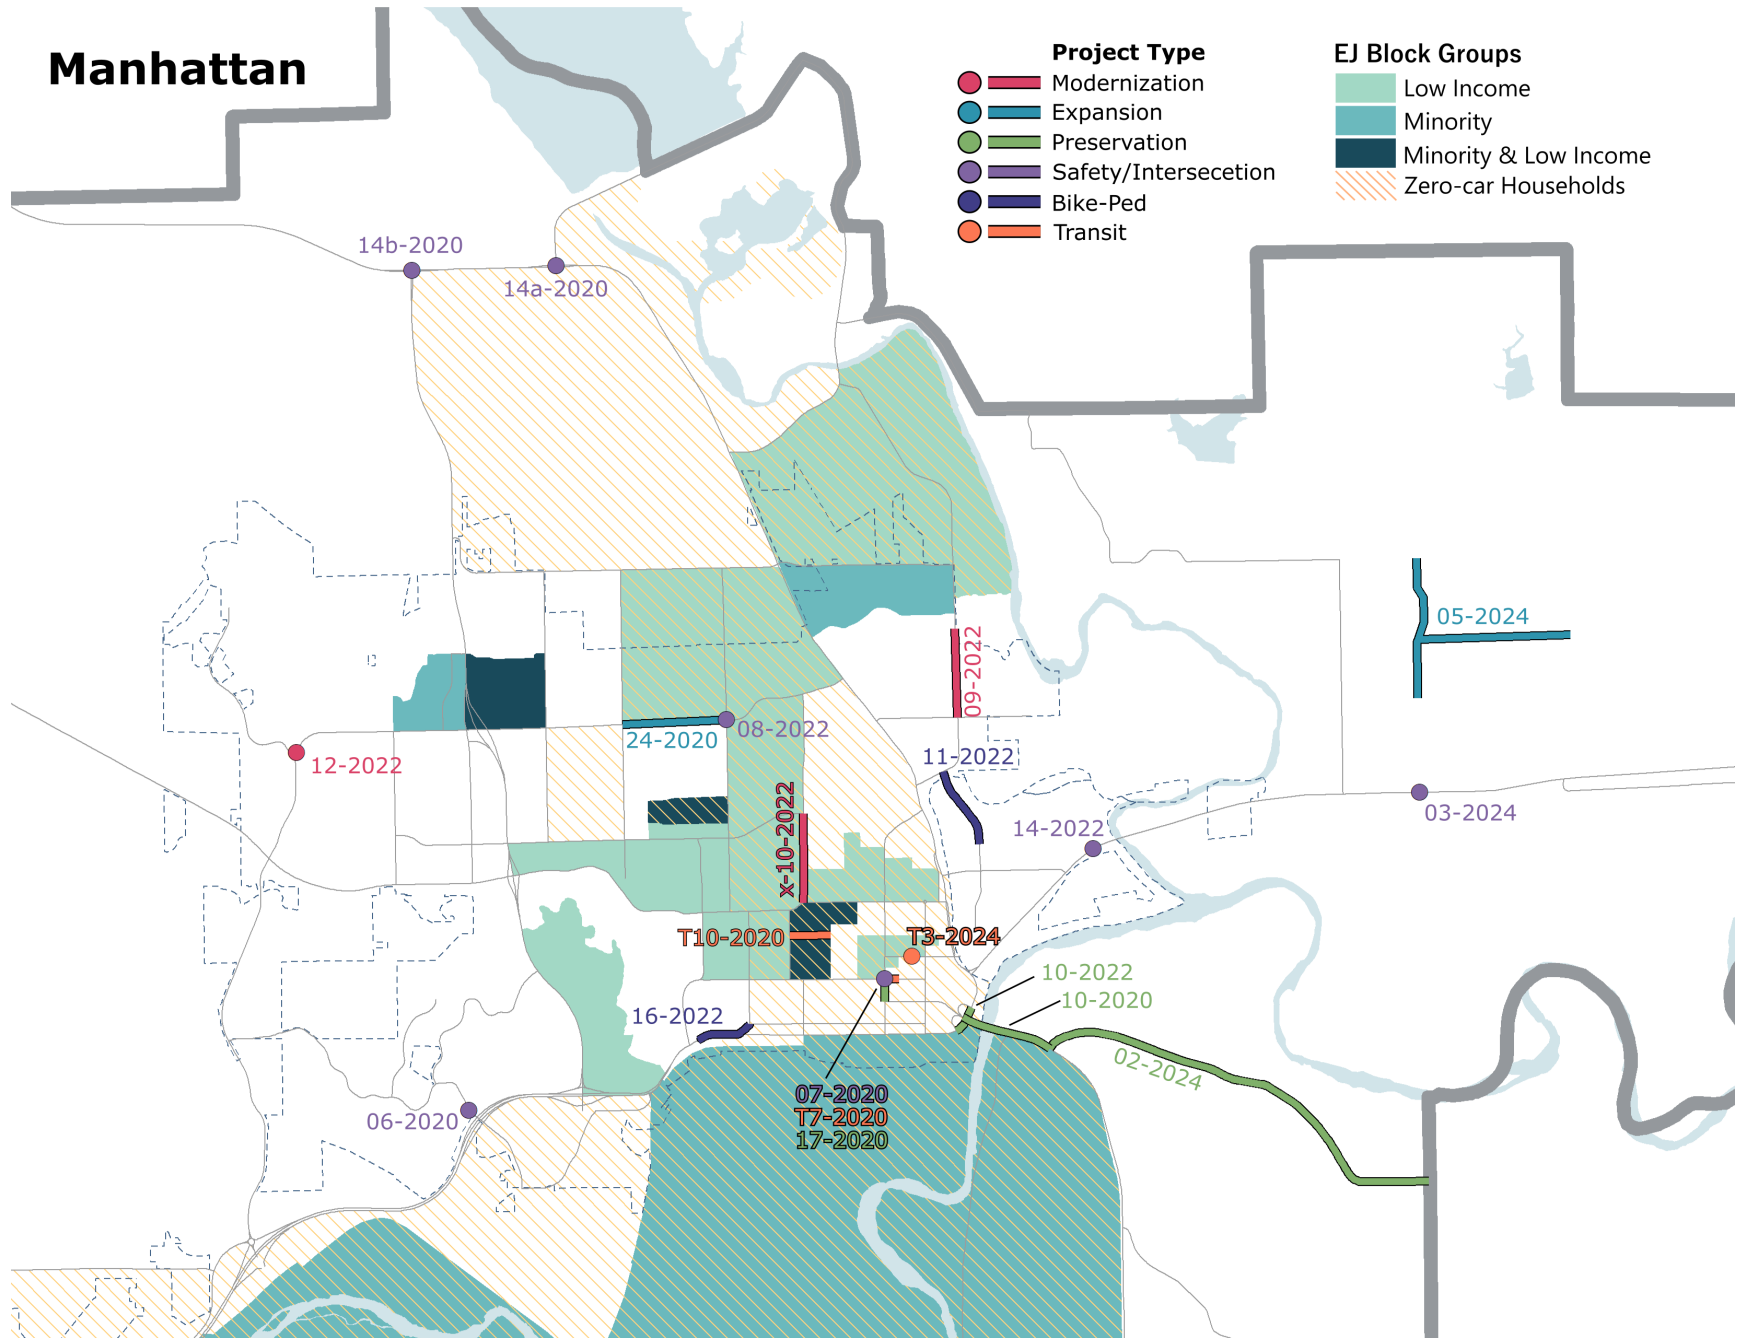 Manhattan
Project Type
Modernization
Expansion
Preservation
Safety/Intersecetion
Bike-Ped
Transit
EJ Block Groups
Low Income
Minority
Minority & Low Income
Zero-car Households
14b-2020
14a-2020
05-2024
09-2022
08-2022
24-2020
12-2022
11-2022
x-10-2022
14-2022
03-2024
T10-2020
T3-2024
10-2022
10-2020
16-2022
02-2024
07-2020
T7-2020
17-2020
06-2020